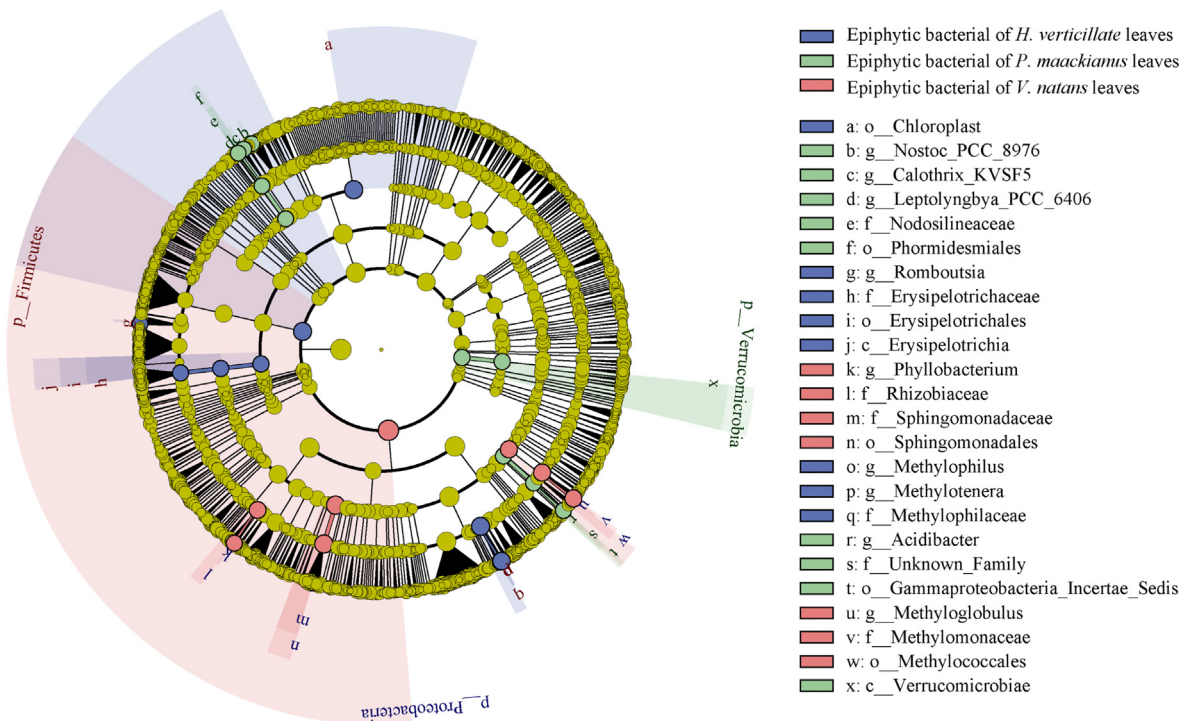 Epiphytic bacterial of H. verticillate leaves
Epiphytic bacterial of P. maackianus leaves
Epiphytic bacterial of V. natans leaves
a: o__Chloroplast
b: g__Nostoc_PCC_8976
c: g__Calothrix_KVSF5
d: g__Leptolyngbya_PCC_6406
e: f__Nodosilineaceae
f: o__Phormidesmiales
g: g__Romboutsia
h: f__Erysipelotrichaceae
i: o__Erysipelotrichales
j: c__Erysipelotrichia
k: g__Phyllobacterium
l: f__Rhizobiaceae
m: f__Sphingomonadaceae
n: o__Sphingomonadales
o: g__Methylophilus
p: g__Methylotenera
q: f__Methylophilaceae
r: g__Acidibacter
s: f__Unknown_Family
t: o__Gammaproteobacteria_Incertae_Sedis
u: g__Methyloglobulus
v: f__Methylomonaceae
w: o__Methylococcales
x: c__Verrucomicrobiae
a
f
e
d
c
b
p__Firmicutes
g
j
i
h
l
k
m
n
p__Proteobacteria
q
s
t
u
v
w
x
p__Verrucomicrobia